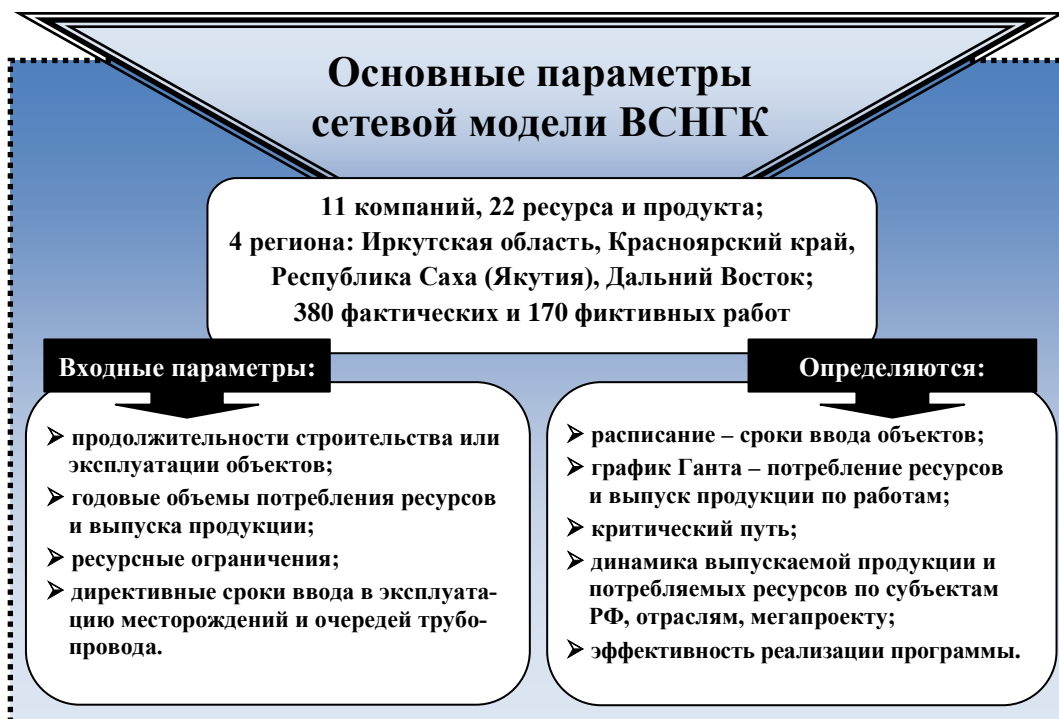 Основные параметры
сетевой модели ВСНГК
11 компаний, 22 ресурса и продукта;
4 региона: Иркутская область, Красноярский край,
Республика Саха (Якутия), Дальний Восток;
380 фактических и 170 фиктивных работ
Входные параметры:
➢ продолжительности строительства или
эксплуатации объектов;
➢ годовые объемы потребления ресурсов
и выпуска продукции;
➢ ресурсные ограничения;
➢ директивные сроки ввода в эксплуата-
цию месторождений и очередей трубо-
провода.
Определяются:
➢ расписание – сроки ввода объектов;
➢ график Ганта – потребление ресурсов
и выпуск продукции по работам;
➢ критический путь;
➢ динамика выпускаемой продукции и
потребляемых ресурсов по субъектам
РФ, отраслям, мегапроекту;
➢ эффективность реализации программы.